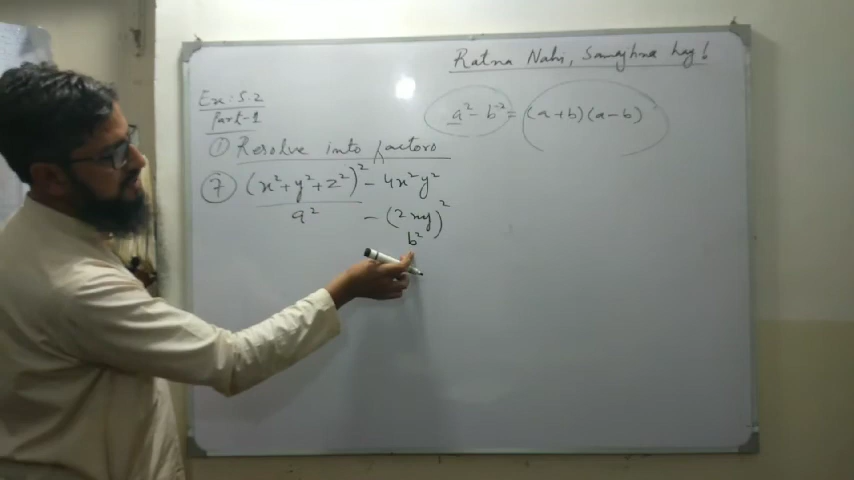 Ratna Nahi, Samajhna hay!
Ex: 5.2
Part-1
a² - b² = (a+b)(a-b)
① Resolve into factors
⑦ (x²+y²+z²)² - 4x²y²
a² - (2xy)²
b²